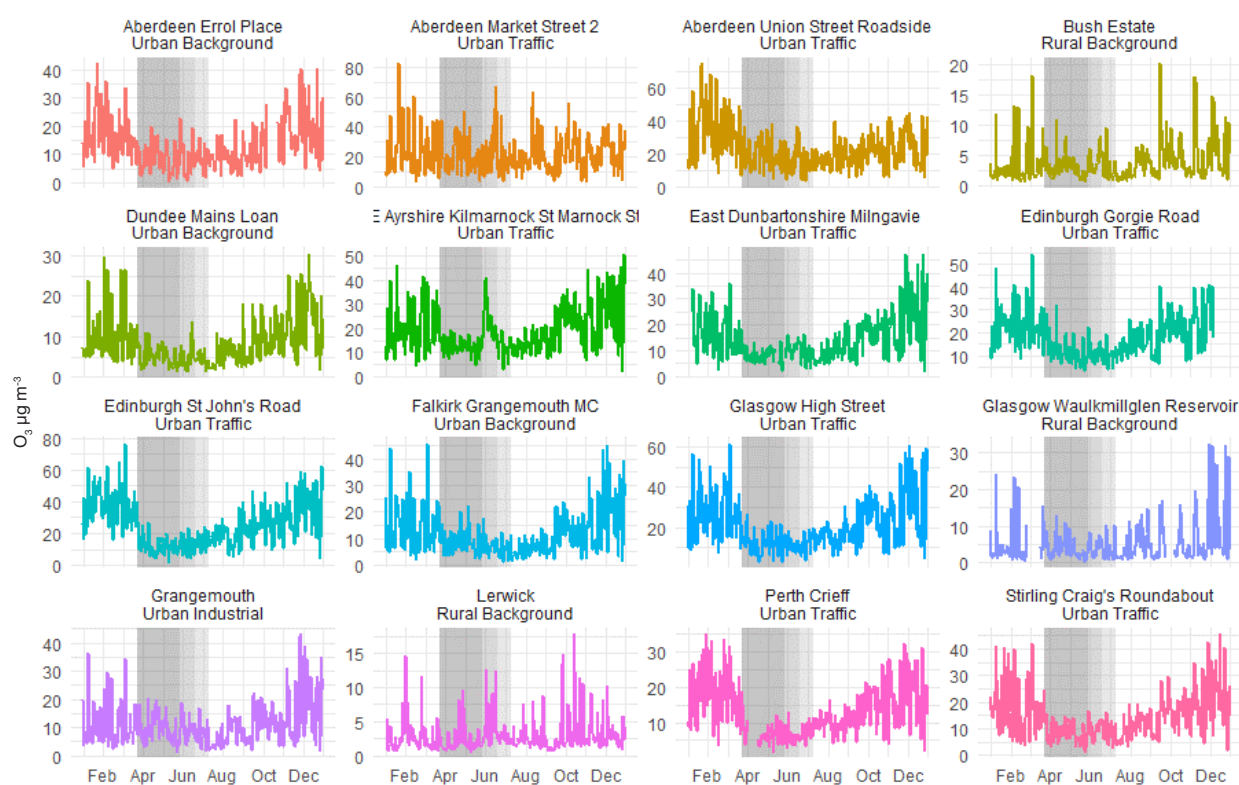 Aberdeen Errol Place
Urban Background
Aberdeen Market Street 2
Urban Traffic
Aberdeen Union Street Roadside
Urban Traffic
Bush Estate
Rural Background
40
30
20
10
0
80
60
40
20
0
60
40
20
0
20
15
10
5
0
Dundee Mains Loan
Urban Background
E Ayrshire Kilmarnock St Marnock St
Urban Traffic
East Dunbartonshire Milngavie
Urban Traffic
Edinburgh Gorgie Road
Urban Traffic
30
20
10
0
50
40
30
20
10
0
40
30
20
10
0
50
40
30
20
10
O₃ µg m⁻³
Edinburgh St John's Road
Urban Traffic
Falkirk Grangemouth MC
Urban Background
Glasgow High Street
Urban Traffic
Glasgow Waulkmillglen Reservoir
Rural Background
80
60
40
20
0
40
30
20
10
0
60
40
20
30
20
10
0
Grangemouth
Urban Industrial
Lerwick
Rural Background
Perth Crieff
Urban Traffic
Stirling Craig's Roundabout
Urban Traffic
40
30
20
10
0
15
10
5
0
30
20
10
40
30
20
10
0
Feb Apr Jun Aug Oct Dec
Feb Apr Jun Aug Oct Dec
Feb Apr Jun Aug Oct Dec
Feb Apr Jun Aug Oct Dec